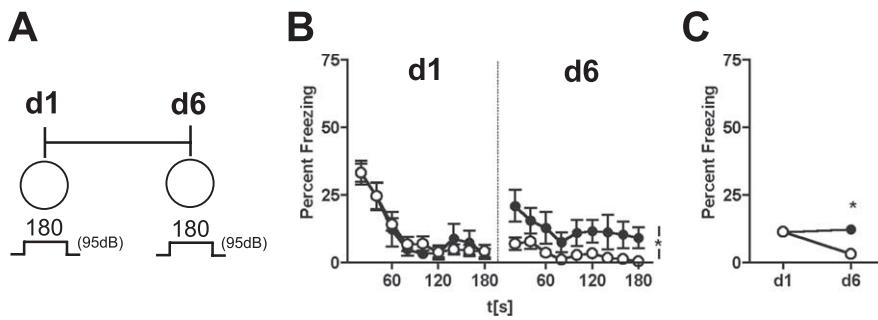 A
d1 d6
180 180
(95dB) (95dB)
B
75
50
25
0
Percent Freezing
d1 d6
60 120 180 60 120 180
t[s]
*
C
75
50
25
0
Percent Freezing
*
d1 d6